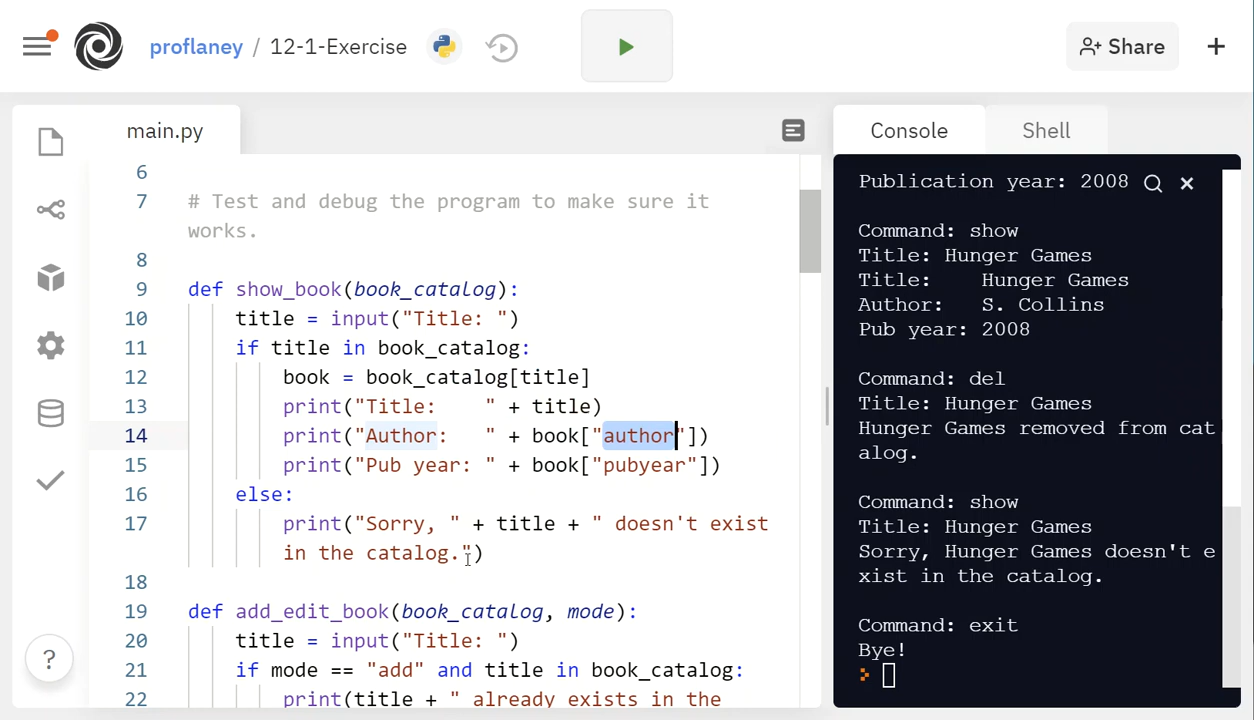 proflaney / 12-1-Exercise
Share
main.py
Console
Shell
6
7 # Test and debug the program to make sure it
works.
8
9 def show_book(book_catalog):
10 title = input("Title: ")
11 if title in book_catalog:
12 book = book_catalog[title]
13 print("Title:    " + title)
14 print("Author:   " + book["author"])
15 print("Pub year: " + book["pubyear"])
16 else:
17 print("Sorry, " + title + " doesn't exist
in the catalog.")
18
19 def add_edit_book(book_catalog, mode):
20 title = input("Title: ")
21 if mode == "add" and title in book_catalog:
22 print(title + " already exists in the
?
Publication year: 2008
Command: show
Title: Hunger Games
Title:    Hunger Games
Author:   S. Collins
Pub year: 2008
Command: del
Title: Hunger Games
Hunger Games removed from cat
alog.
Command: show
Title: Hunger Games
Sorry, Hunger Games doesn't e
xist in the catalog.
Command: exit
Bye!